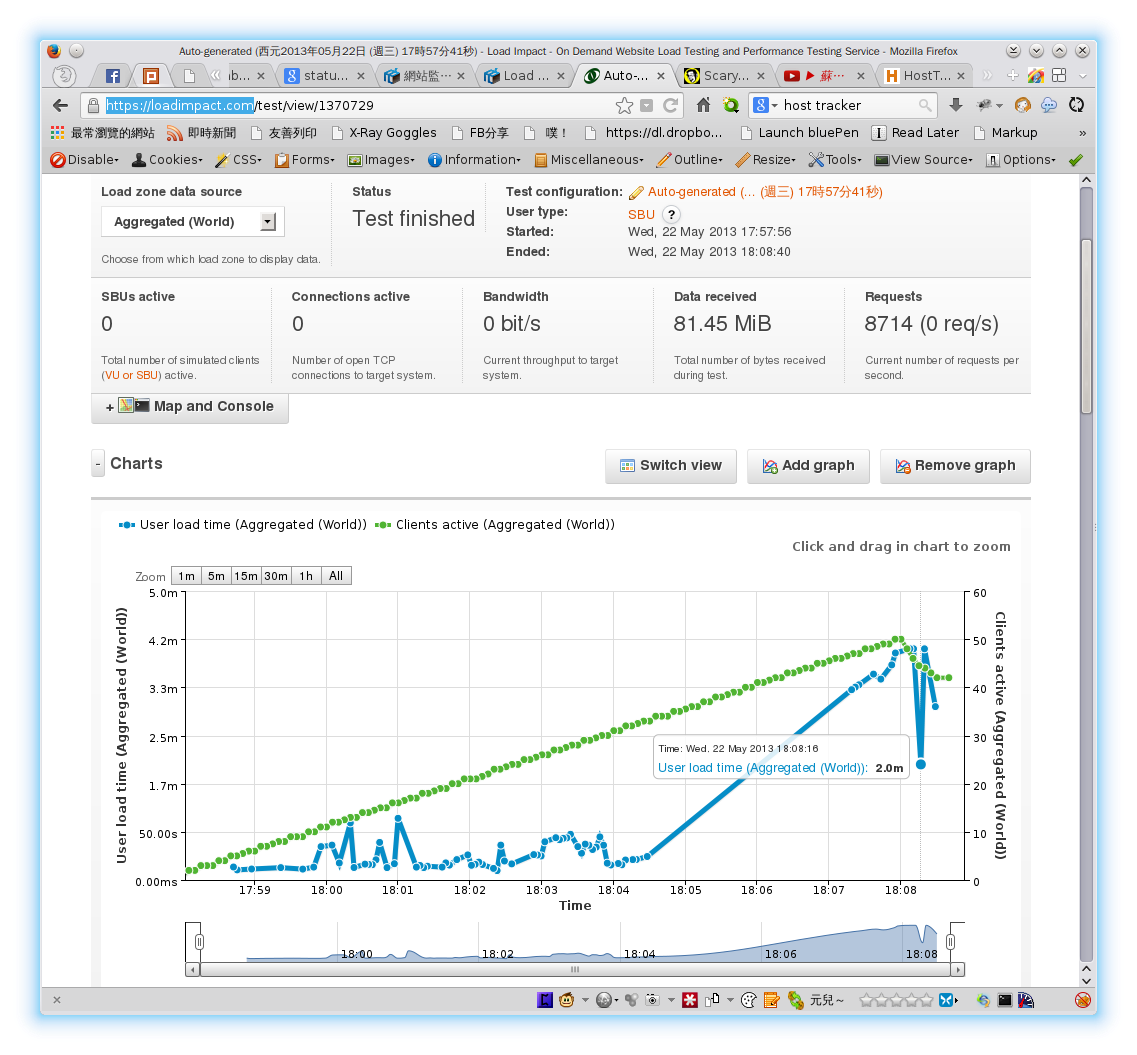 Auto-generated (西元2013年05月22日 (週三) 17時57分41秒) - Load Impact - On Demand Website Load Testing and Performance Testing Service - Mozilla Firefox
statu... 網站監... Load ... Auto-... Scary... 蘇... HostT...
https://loadimpact.com/test/view/1370729 host tracker
最常瀏覽的網站 即時新聞 友善列印 X-Ray Goggles FB分享 噗！ https://dl.dropbo... Launch bluePen Read Later Markup »
Disable Cookies CSS Forms Images Information Miscellaneous Outline Resize Tools View Source Options
Load zone data source
Aggregated (World)
Choose from which load zone to display data.
Status
Test finished
Test configuration: Auto-generated (... (週三) 17時57分41秒)
User type: SBU ?
Started: Wed, 22 May 2013 17:57:56
Ended: Wed, 22 May 2013 18:08:40
SBUs active
0
Total number of simulated clients
(VU or SBU) active.
Connections active
0
Number of open TCP
connections to target system.
Bandwidth
0 bit/s
Current throughput to target
system.
Data received
81.45 MiB
Total number of bytes received
during test.
Requests
8714 (0 req/s)
Current number of requests per
second.
+ Map and Console
- Charts
Switch view Add graph Remove graph
User load time (Aggregated (World)) Clients active (Aggregated (World))
Click and drag in chart to zoom
Zoom 1m 5m 15m 30m 1h All
User load time (Aggregated (World))
5.0m
4.2m
3.3m
2.5m
1.7m
50.00s
0.00ms
Clients active (Aggregated (World))
60
50
40
30
20
10
0
Time: Wed. 22 May 2013 18:08:16
User load time (Aggregated (World)): 2.0m
17:59 18:00 18:01 18:02 18:03 18:04 18:05 18:06 18:07 18:08
Time
18:00 18:02 18:04 18:06 18:08
元兒～